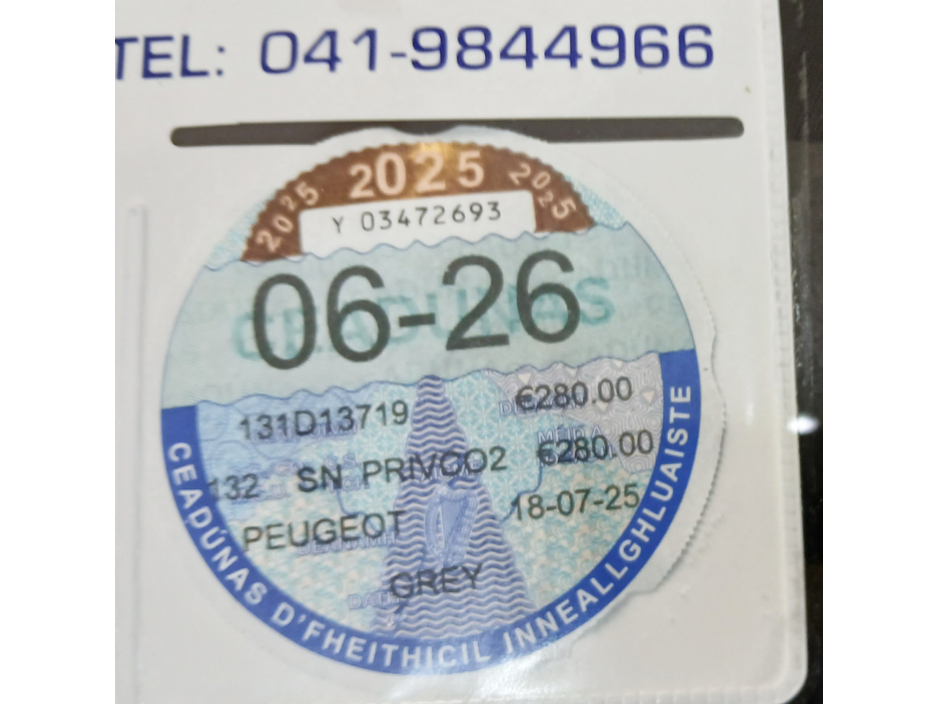 TEL: 041-9844966
2025 2025 2025
Y 03472693
06-26
CEADÚNAS
131D13719 €280.00
132 SN PRIVCO2 €280.00
PEUGEOT 18-07-25
GREY
CEADÚNAS D'FHEITHICIL INNEALLGHLUAISTE